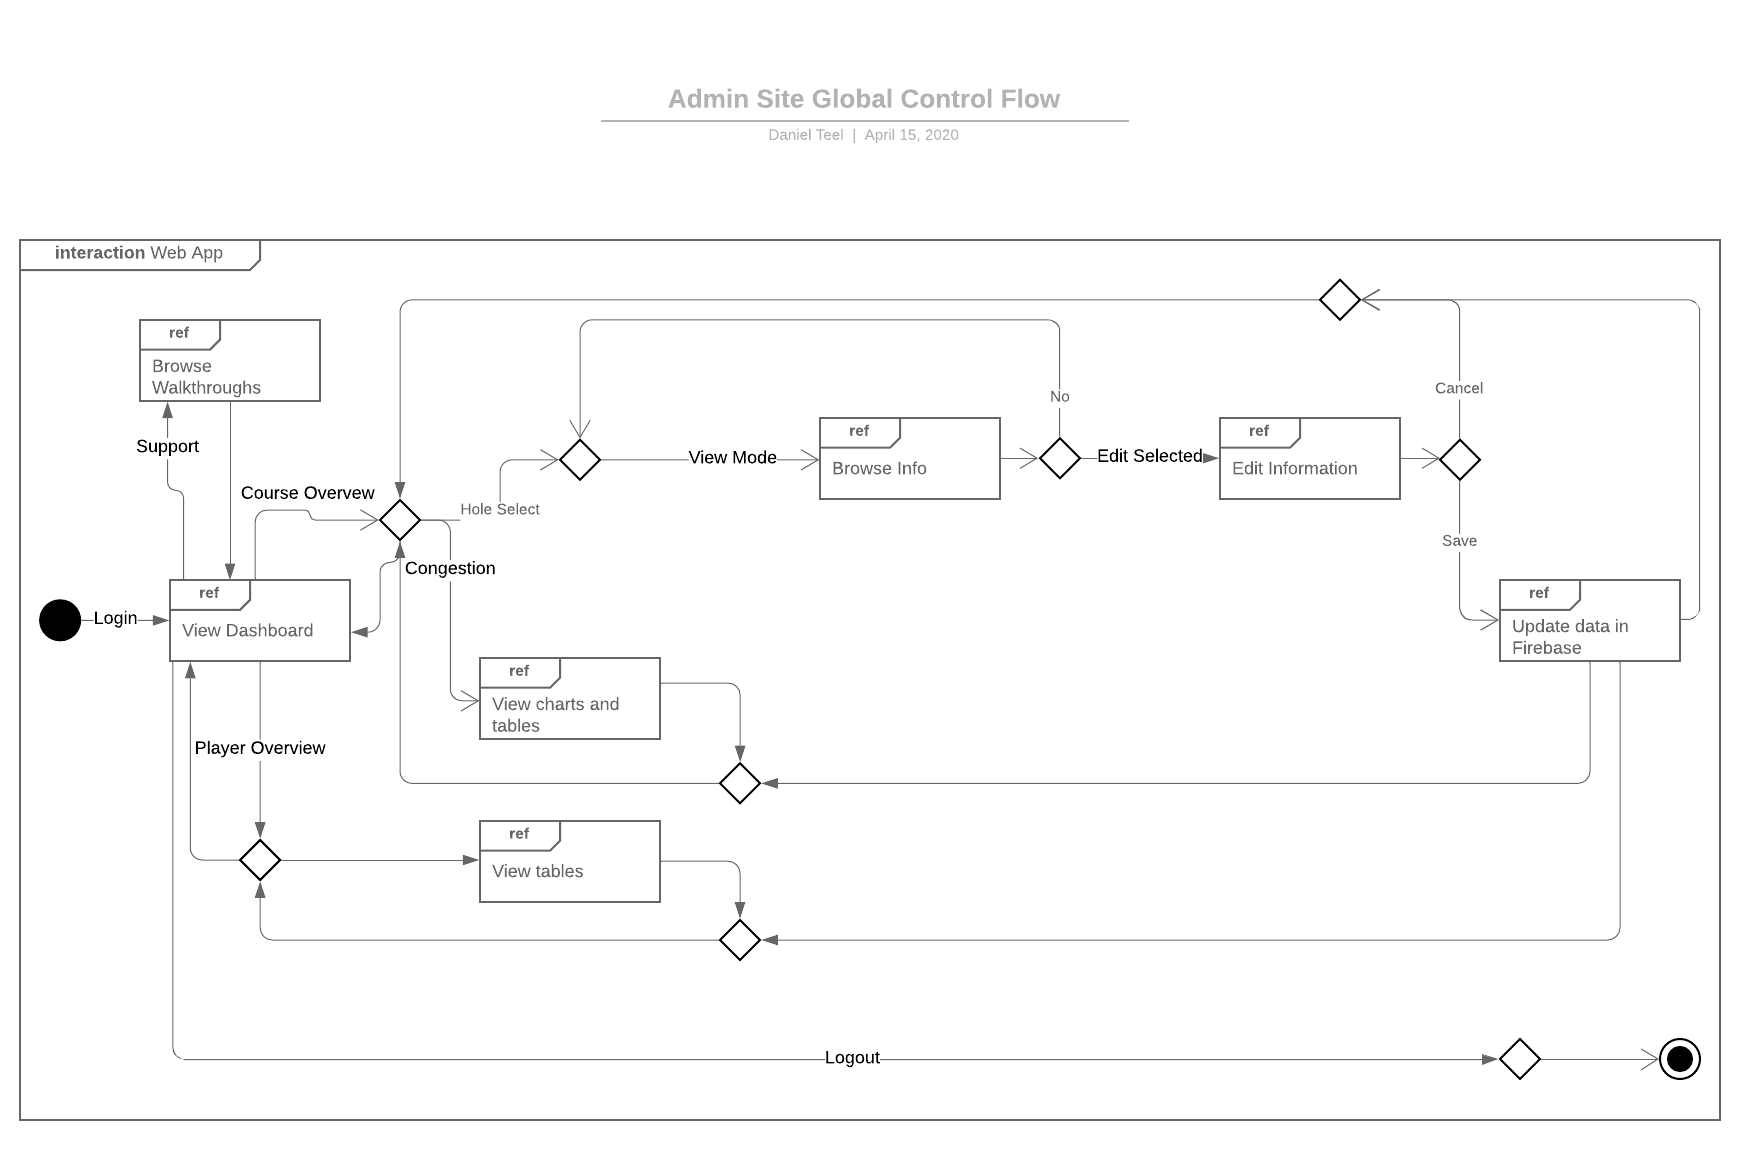 Admin Site Global Control Flow
Daniel Teel | April 15, 2020
interaction Web App
ref
Browse
Walkthroughs
Support
Course Overvew
Login
ref
View Dashboard
Hole Select
Congestion
View Mode
ref
Browse Info
No
Edit Selected
ref
Edit Information
Cancel
Save
ref
Update data in
Firebase
ref
View charts and
tables
Player Overview
ref
View tables
Logout